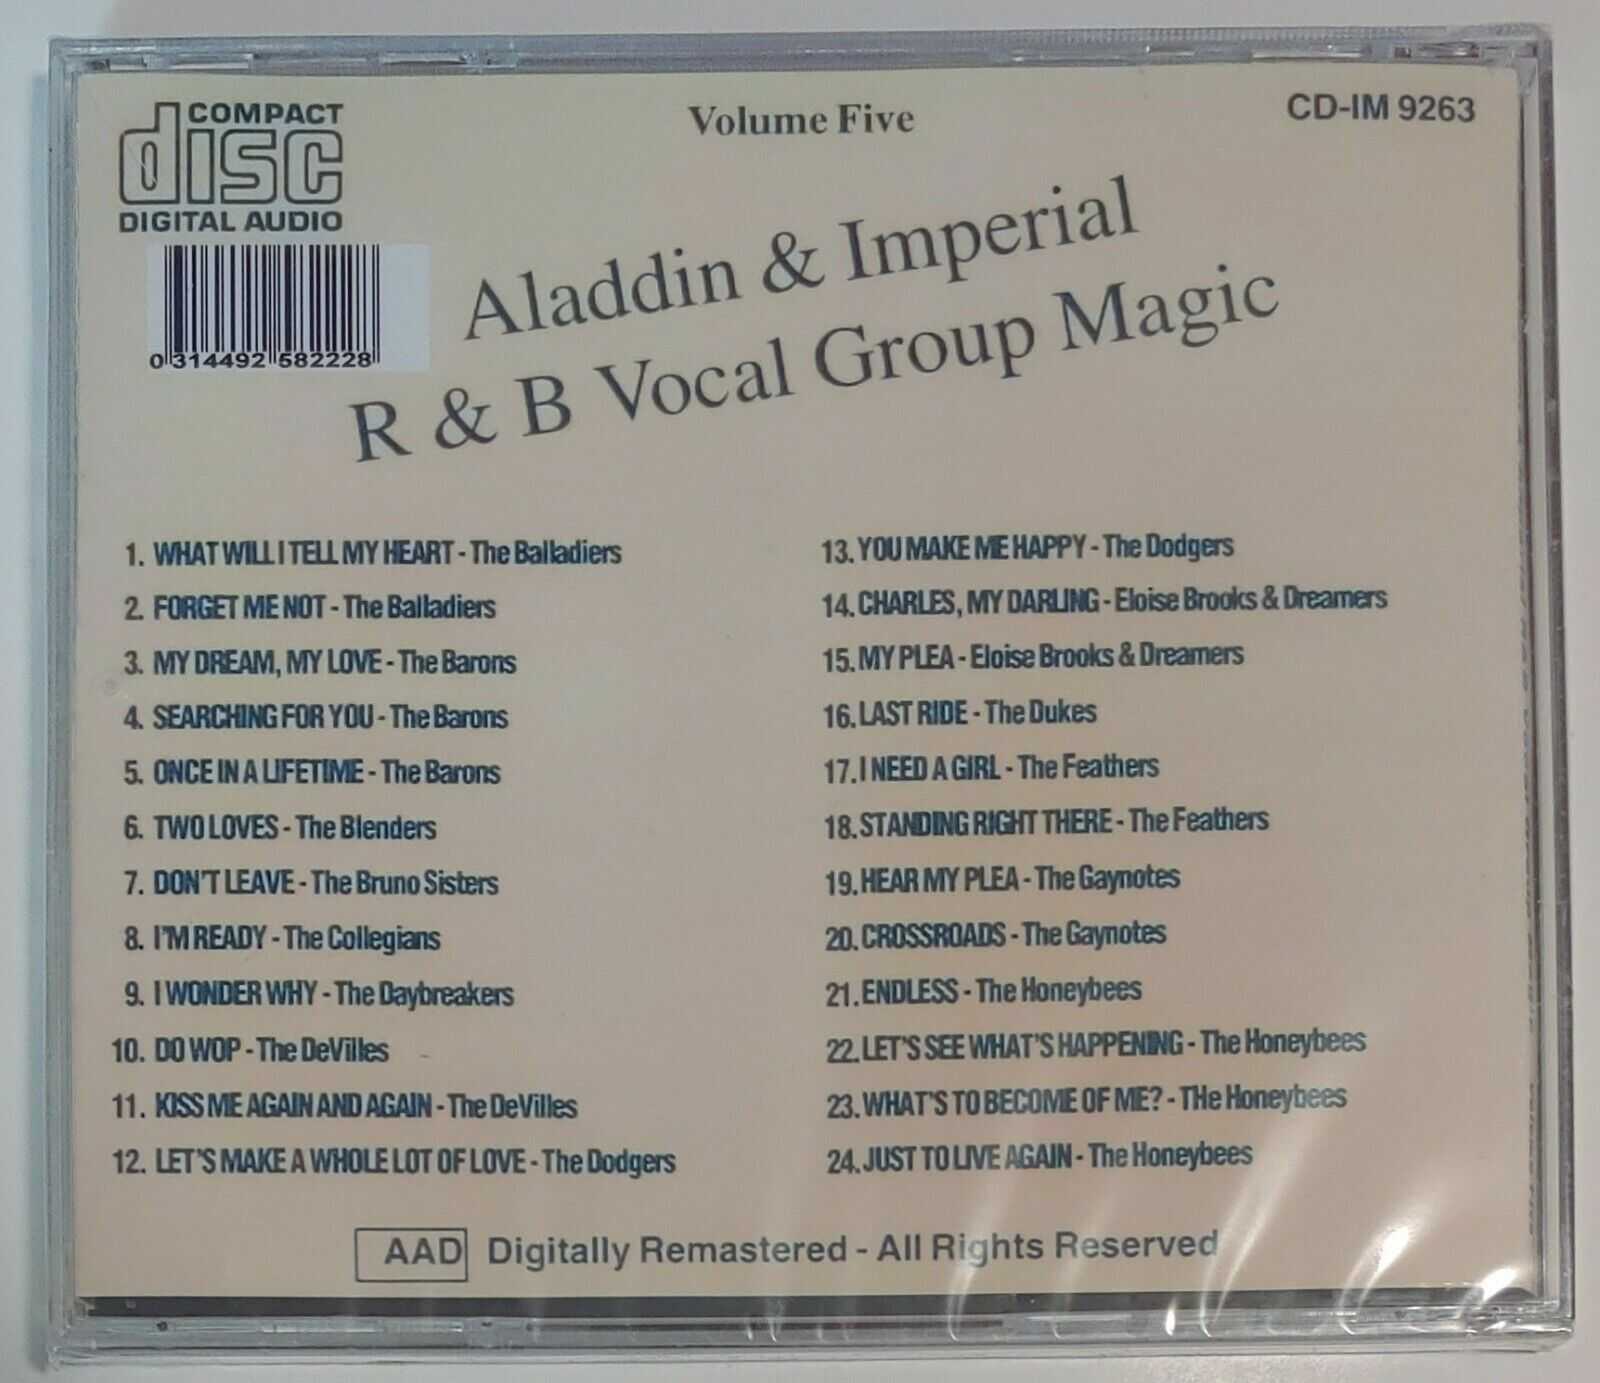 COMPACT
disc
DIGITAL AUDIO
Volume Five
CD-IM 9263
0 314492 582228
Aladdin & Imperial
R & B Vocal Group Magic
1. WHAT WILL I TELL MY HEART - The Balladiers
2. FORGET ME NOT - The Balladiers
3. MY DREAM, MY LOVE - The Barons
4. SEARCHING FOR YOU - The Barons
5. ONCE IN A LIFETIME - The Barons
6. TWO LOVES - The Blenders
7. DON'T LEAVE - The Bruno Sisters
8. I'M READY - The Collegians
9. I WONDER WHY - The Daybreakers
10. DO WOP - The DeVilles
11. KISS ME AGAIN AND AGAIN - The DeVilles
12. LET'S MAKE A WHOLE LOT OF LOVE - The Dodgers
13. YOU MAKE ME HAPPY - The Dodgers
14. CHARLES, MY DARLING - Eloise Brooks & Dreamers
15. MY PLEA - Eloise Brooks & Dreamers
16. LAST RIDE - The Dukes
17. I NEED A GIRL - The Feathers
18. STANDING RIGHT THERE - The Feathers
19. HEAR MY PLEA - The Gaynotes
20. CROSSROADS - The Gaynotes
21. ENDLESS - The Honeybees
22. LET'S SEE WHAT'S HAPPENING - The Honeybees
23. WHAT'S TO BECOME OF ME? - THe Honeybees
24. JUST TO LIVE AGAIN - The Honeybees
AAD Digitally Remastered - All Rights Reserved